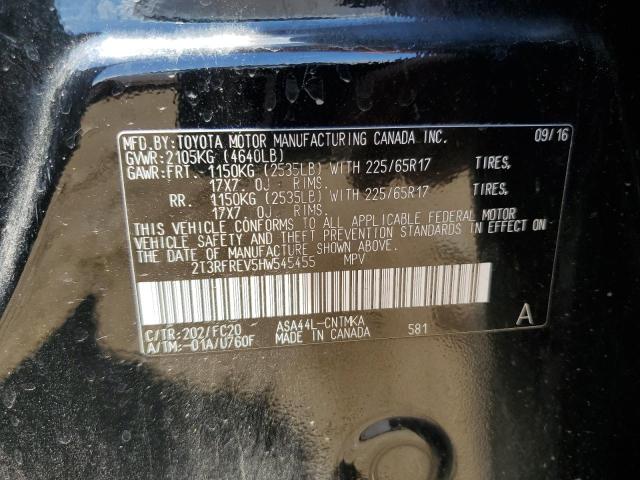 MFD. BY: TOYOTA MOTOR MANUFACTURING CANADA INC. 09/16
GVWR: 2105KG (4640LB)
GAWR: FRT. 1150KG (2535LB) WITH 225/65R17 TIRES,
17X7. 0J RIMS.
RR. 1150KG (2535LB) WITH 225/65R17 TIRES,
17X7. 0J RIMS.
THIS VEHICLE CONFORMS TO ALL APPLICABLE FEDERAL MOTOR
VEHICLE SAFETY AND THEFT PREVENTION STANDARDS IN EFFECT ON
THE DATE OF MANUFACTURE SHOWN ABOVE.
2T3RFREV5HW545455 MPV
C/TR: 202/FC20 ASA44L-CNTMKA 581 A
A/TM: -01A/U760F MADE IN CANADA